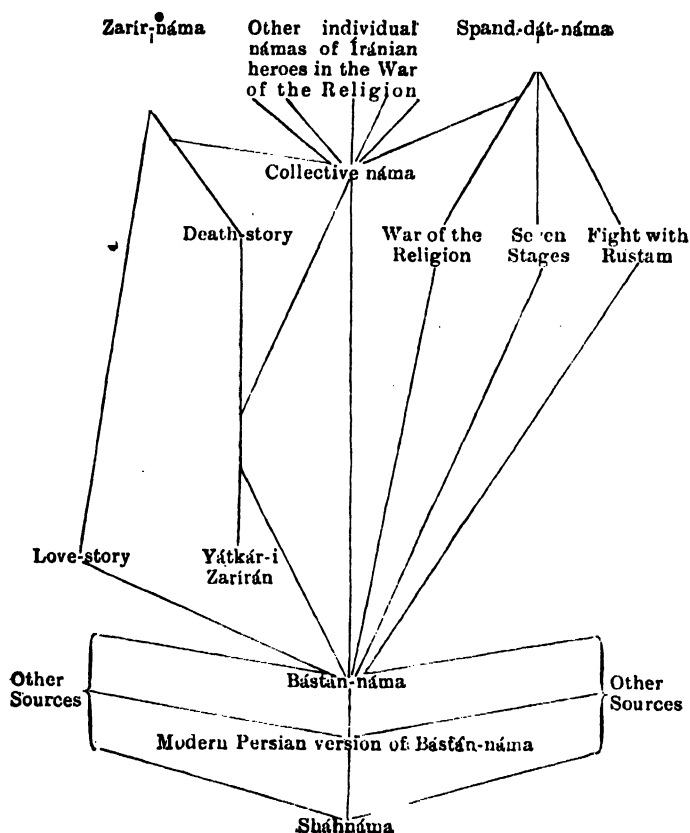 Zarír-náma
Other individual
námas of Íránian
heroes in the War
of the Religion
Spand-dát-náma
Collective náma
Death-story
War of the
Religion
Seven
Stages
Fight with
Rustam
Love-story
Yátkár-i
Zarírán
Other
Sources
Bástán-náma
Other
Sources
Modern Persian version of Bástán-náma
Sháhnáma